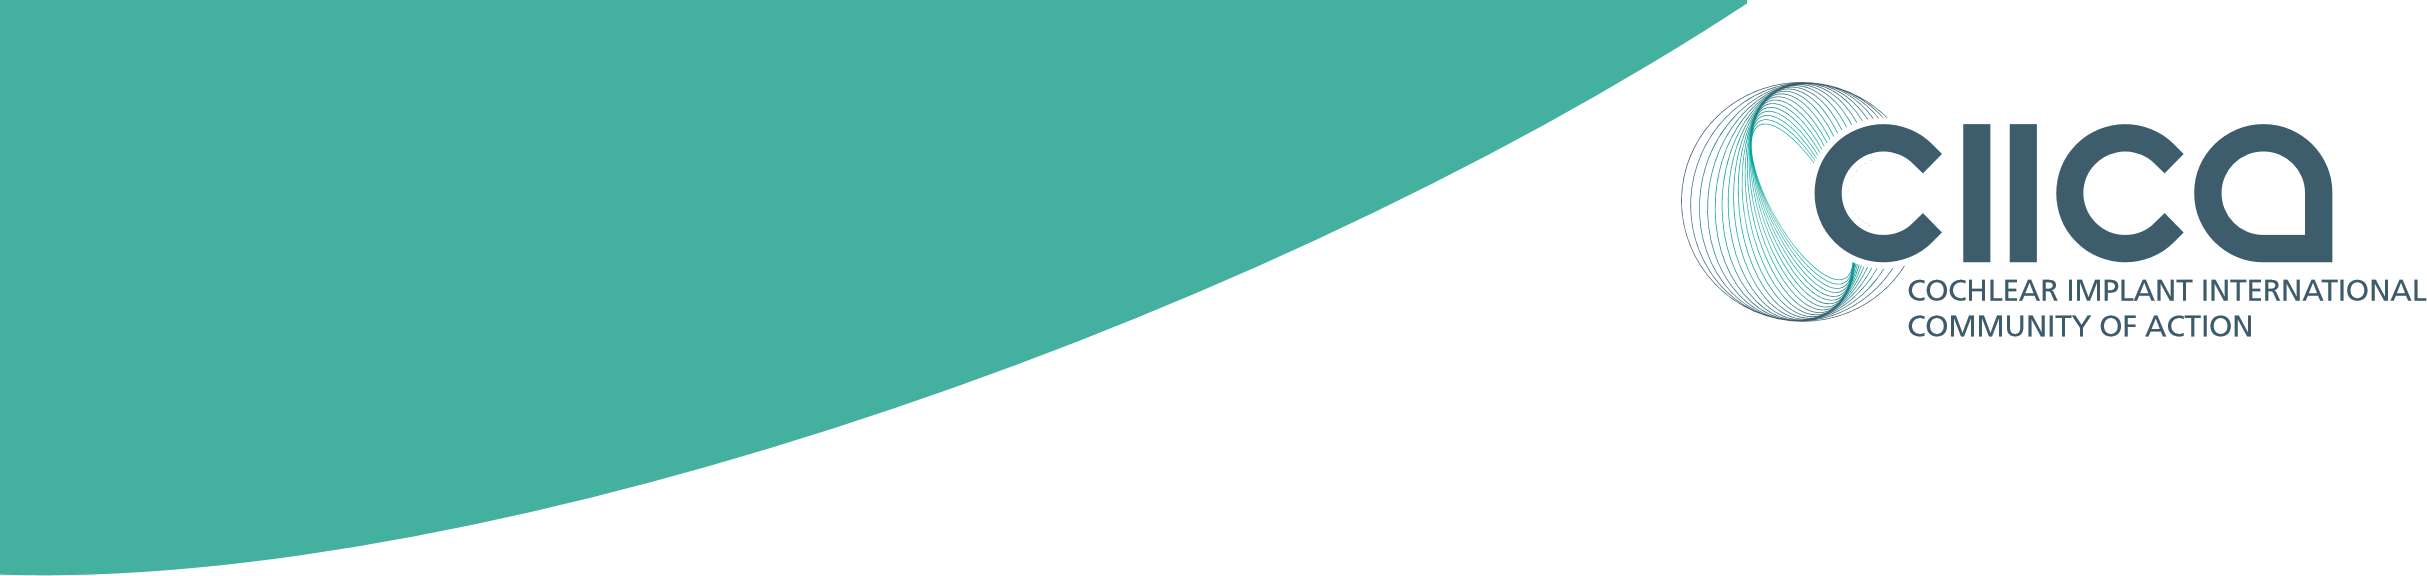 CIICA
COCHLEAR IMPLANT INTERNATIONAL
COMMUNITY OF ACTION